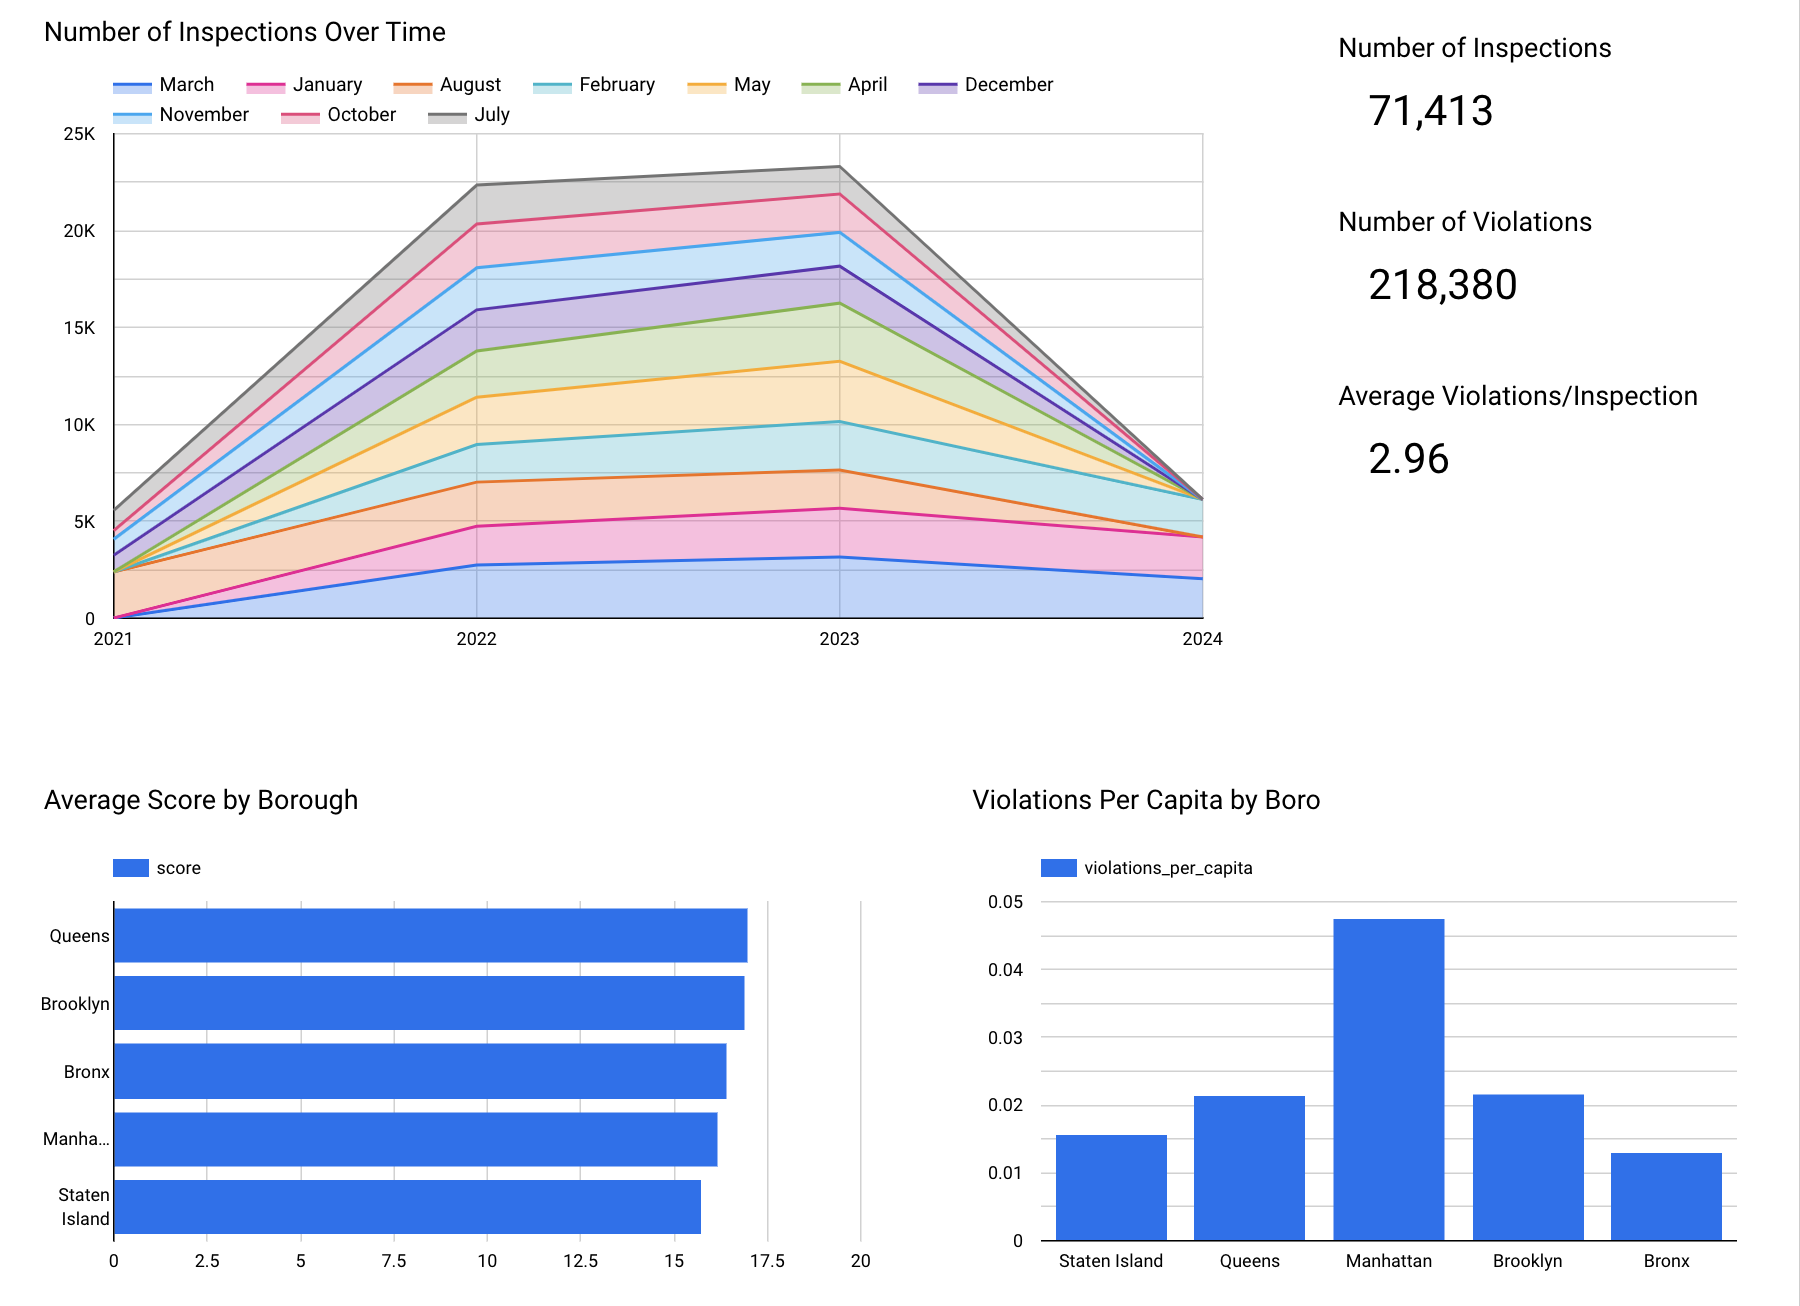 Number of Inspections Over Time
March January August February May April December
November October July
25K
20K
15K
10K
5K
0
2021 2022 2023 2024
Number of Inspections
71,413
Number of Violations
218,380
Average Violations/Inspection
2.96
Average Score by Borough
score
Queens
Brooklyn
Bronx
Manha...
Staten
Island
0 2.5 5 7.5 10 12.5 15 17.5 20
Violations Per Capita by Boro
violations_per_capita
0.05
0.04
0.03
0.02
0.01
0
Staten Island Queens Manhattan Brooklyn Bronx